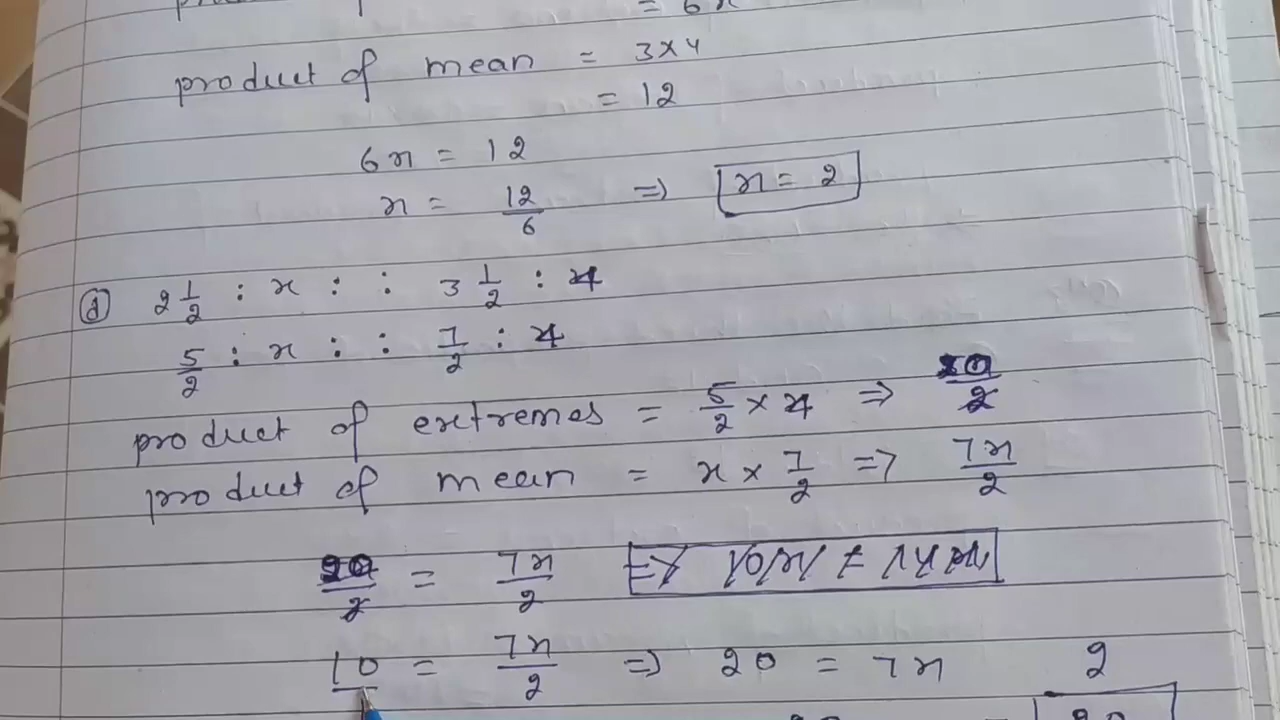 = 6x
product of mean = 3×4
= 12
6x = 12
x = 12/6 => x = 2
(d) 2 1/2 : x : : 3 1/2 : 4
5/2 : x : : 7/2 : 4
product of extremes = 5/2 × 4 => 20/2
product of mean = x × 7/2 => 7x/2
20/2 = 7x/2
10 = 7x/2 => 20 = 7x 2